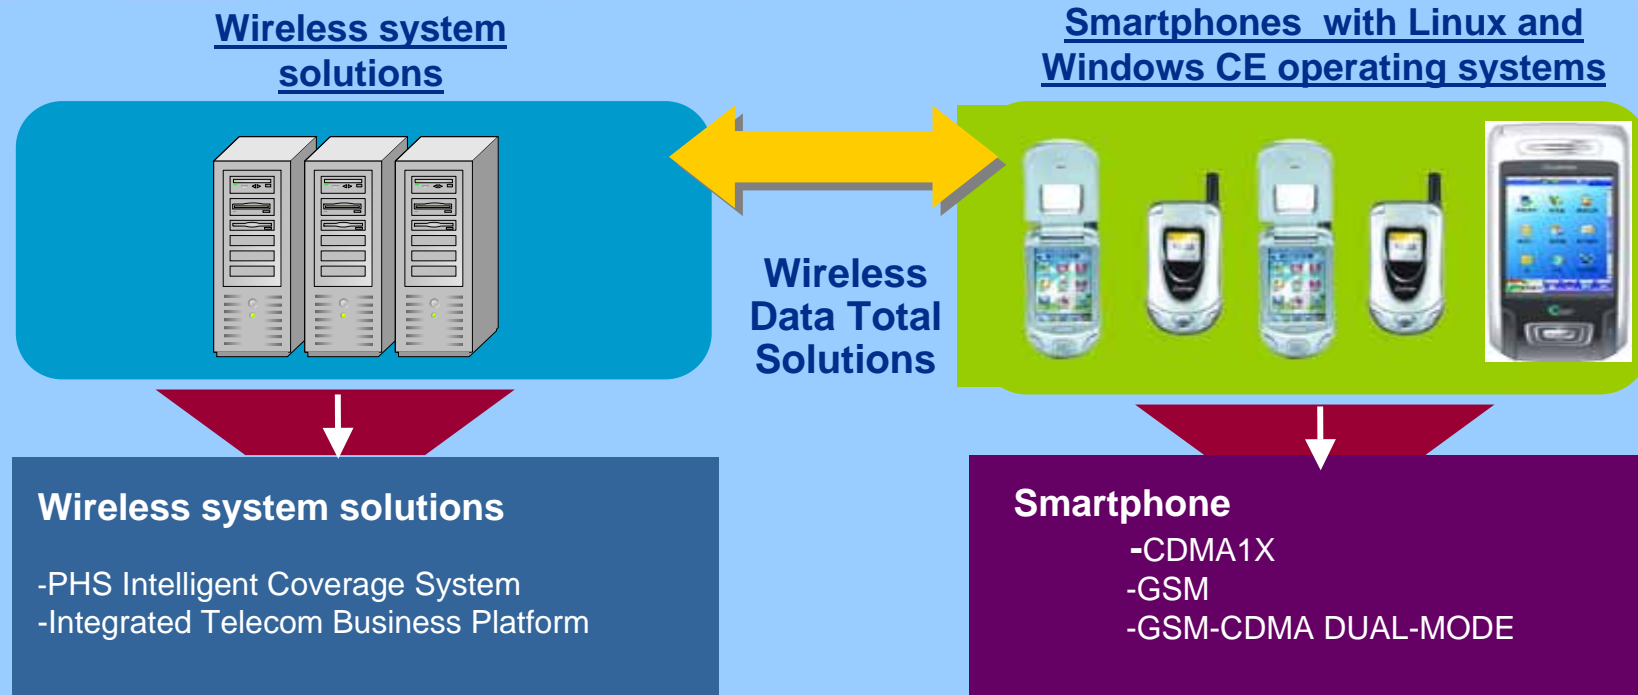 Wireless system
solutions
Smartphones with Linux and
Windows CE operating systems
Wireless
Data Total
Solutions
Wireless system solutions
-PHS Intelligent Coverage System
-Integrated Telecom Business Platform
Smartphone
-CDMA1X
-GSM
-GSM-CDMA DUAL-MODE